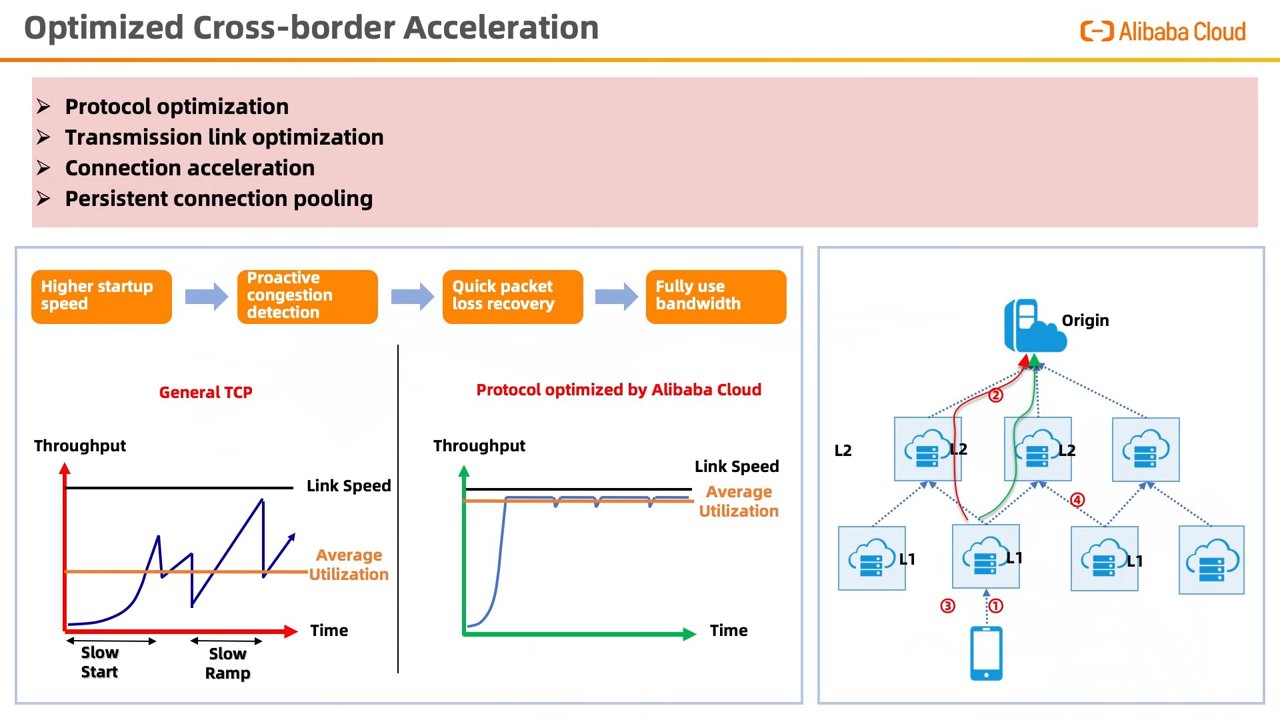 Optimized Cross-border Acceleration
Alibaba Cloud
Protocol optimization
Transmission link optimization
Connection acceleration
Persistent connection pooling
Higher startup
speed
Proactive
congestion
detection
Quick packet
loss recovery
Fully use
bandwidth
General TCP
Throughput
Link Speed
Average
Utilization
Time
Slow
Start
Slow
Ramp
Protocol optimized by Alibaba Cloud
Throughput
Link Speed
Average
Utilization
Time
Origin
②
L2
L2
L2
④
L1
L1
L1
③
①